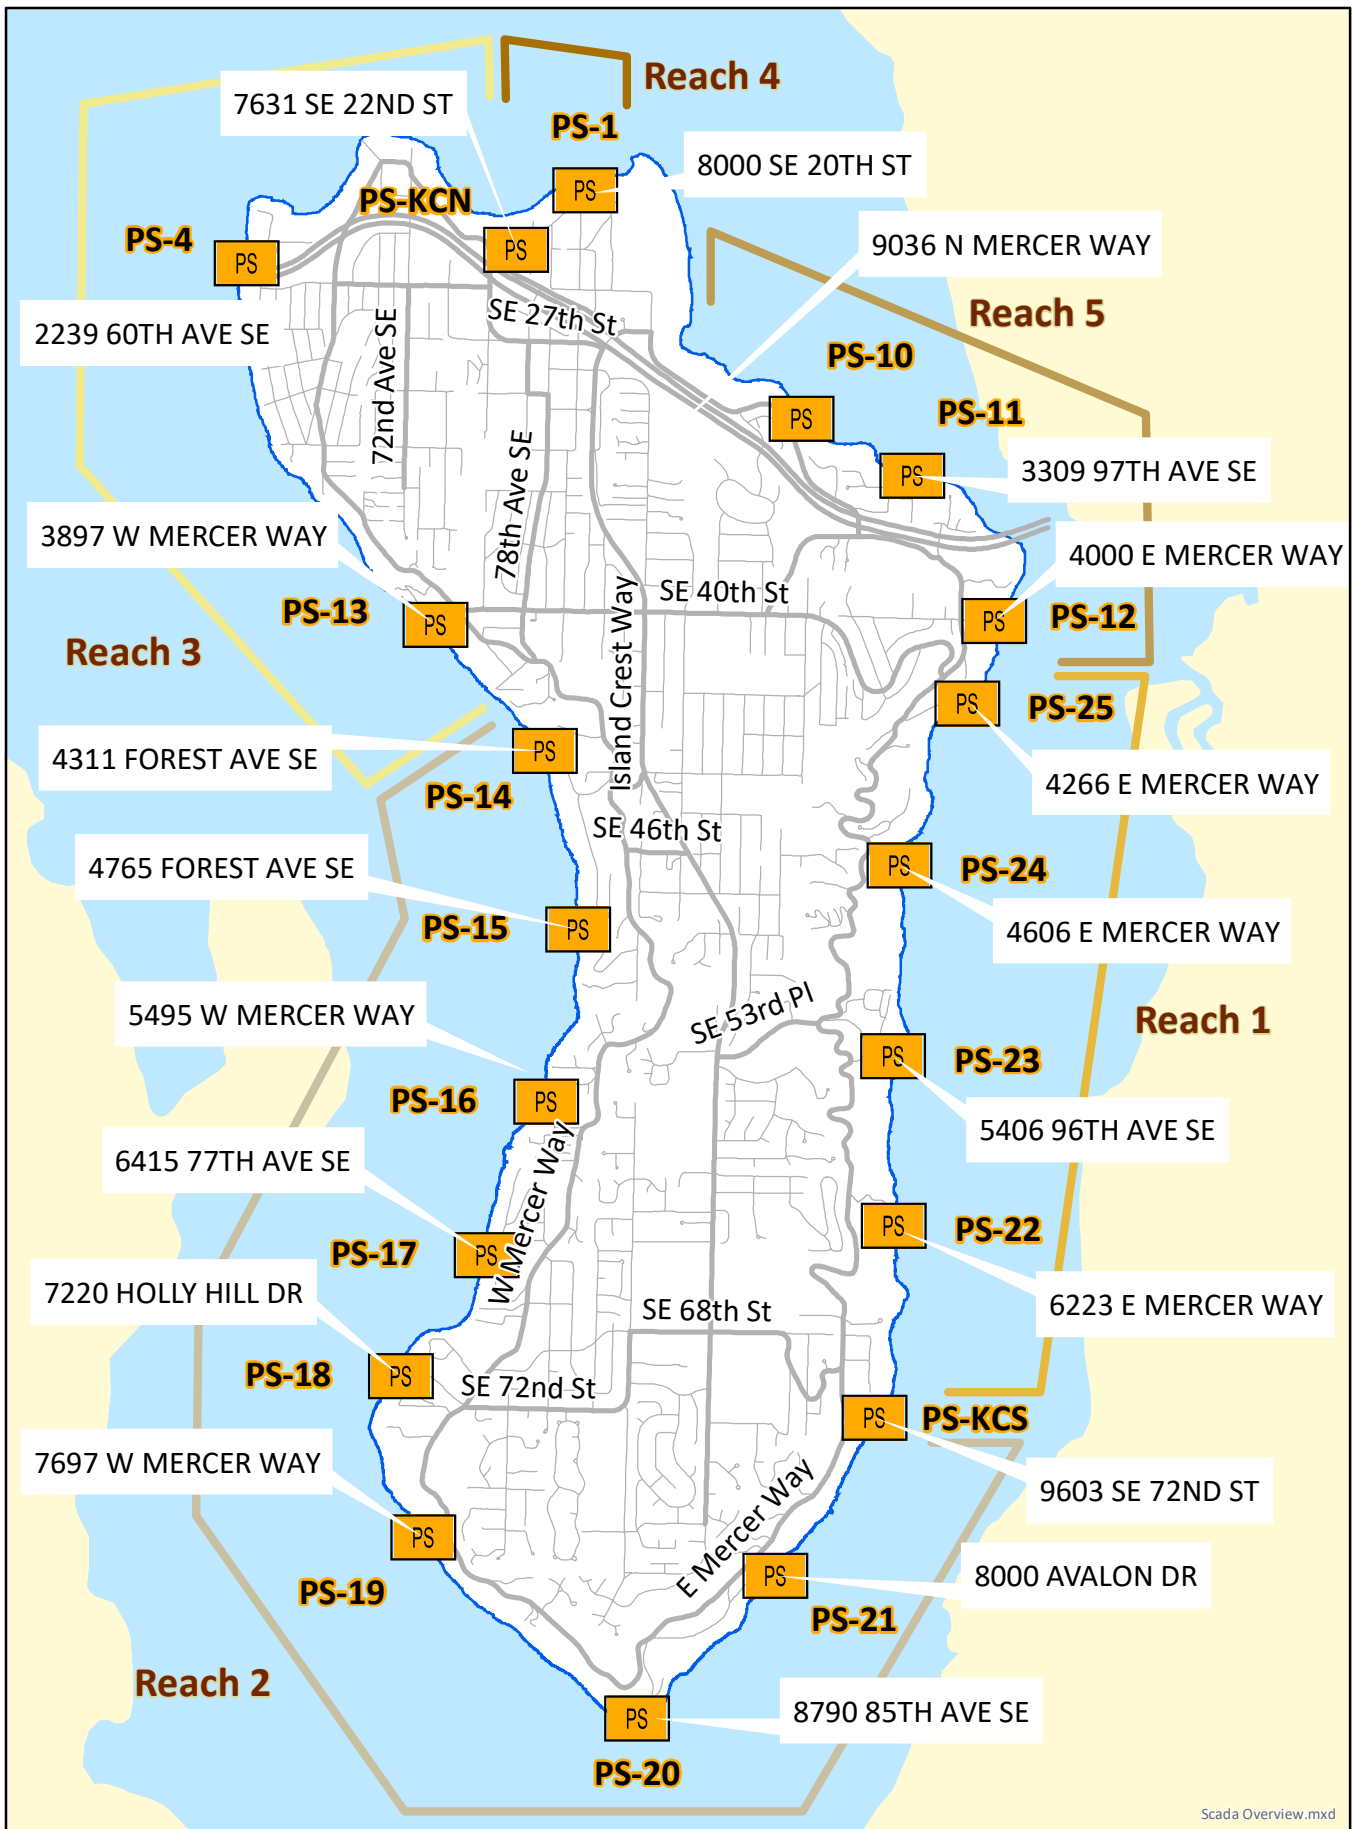 Reach 4
7631 SE 22ND ST
PS-1
PS
8000 SE 20TH ST
PS-KCN
PS-4
PS
PS
9036 N MERCER WAY
Reach 5
SE 27th St
2239 60TH AVE SE
72nd Ave SE
PS-10
PS
PS-11
PS
3309 97TH AVE SE
78th Ave SE
3897 W MERCER WAY
4000 E MERCER WAY
SE 40th St
PS-13
PS
PS
PS-12
Reach 3
Island Crest Way
PS
PS-25
4311 FOREST AVE SE
PS
PS-14
4266 E MERCER WAY
SE 46th St
4765 FOREST AVE SE
PS
PS-24
PS-15
PS
4606 E MERCER WAY
5495 W MERCER WAY
SE 53rd Pl
Reach 1
PS
PS-23
PS-16
PS
5406 96TH AVE SE
6415 77TH AVE SE
W Mercer Way
PS-17
PS
PS
PS-22
7220 HOLLY HILL DR
6223 E MERCER WAY
SE 68th St
PS-18
PS
SE 72nd St
PS
PS-KCS
7697 W MERCER WAY
9603 SE 72ND ST
E Mercer Way
PS
PS-19
PS
8000 AVALON DR
PS-21
Reach 2
PS
8790 85TH AVE SE
PS-20
Scada Overview.mxd